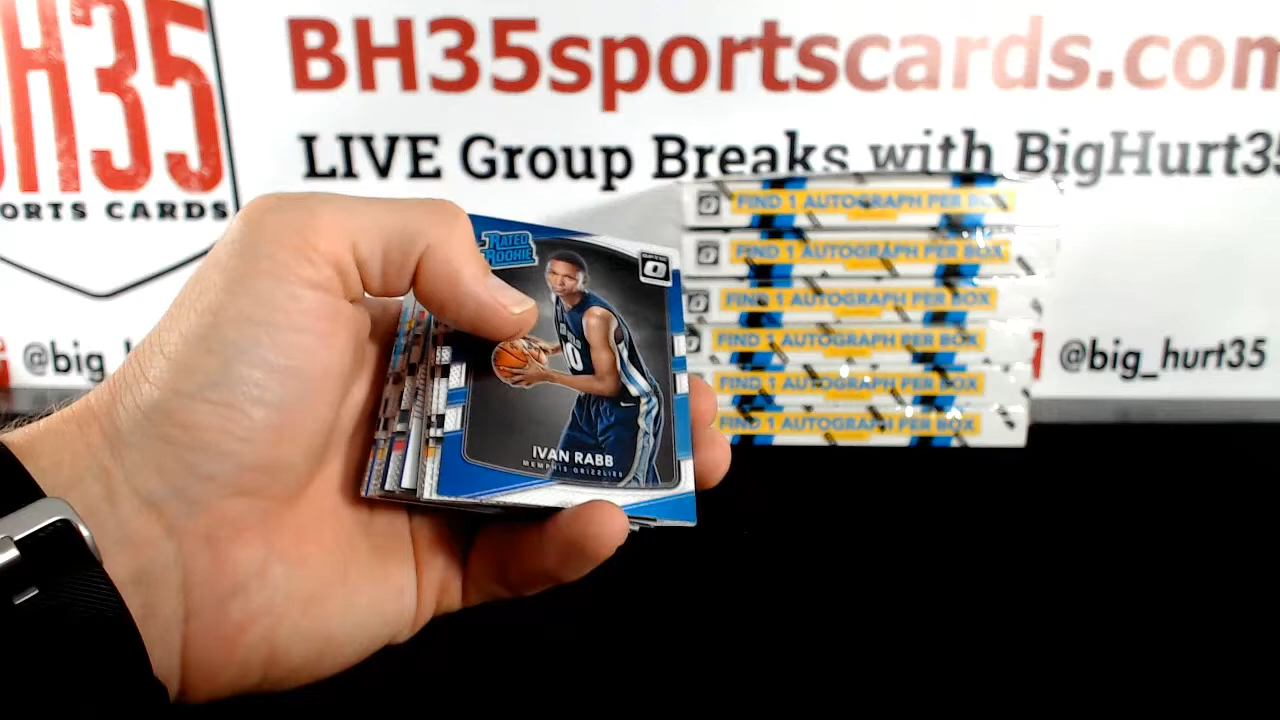 H35
ORTS CARDS
BH35sportscards.com
LIVE Group Breaks with BigHurt35
@big_h
@big_hurt35
RATED
ROOKIE
IVAN RABB
MEMPHIS GRIZZLIES
FIND 1 AUTOGRAPH PER BOX
FIND 1 AUTOGRAPH PER BOX
FIND 1 AUTOGRAPH PER BOX
FIND 1 AUTOGRAPH PER BOX
FIND 1 AUTOGRAPH PER BOX
FIND 1 AUTOGRAPH PER BOX